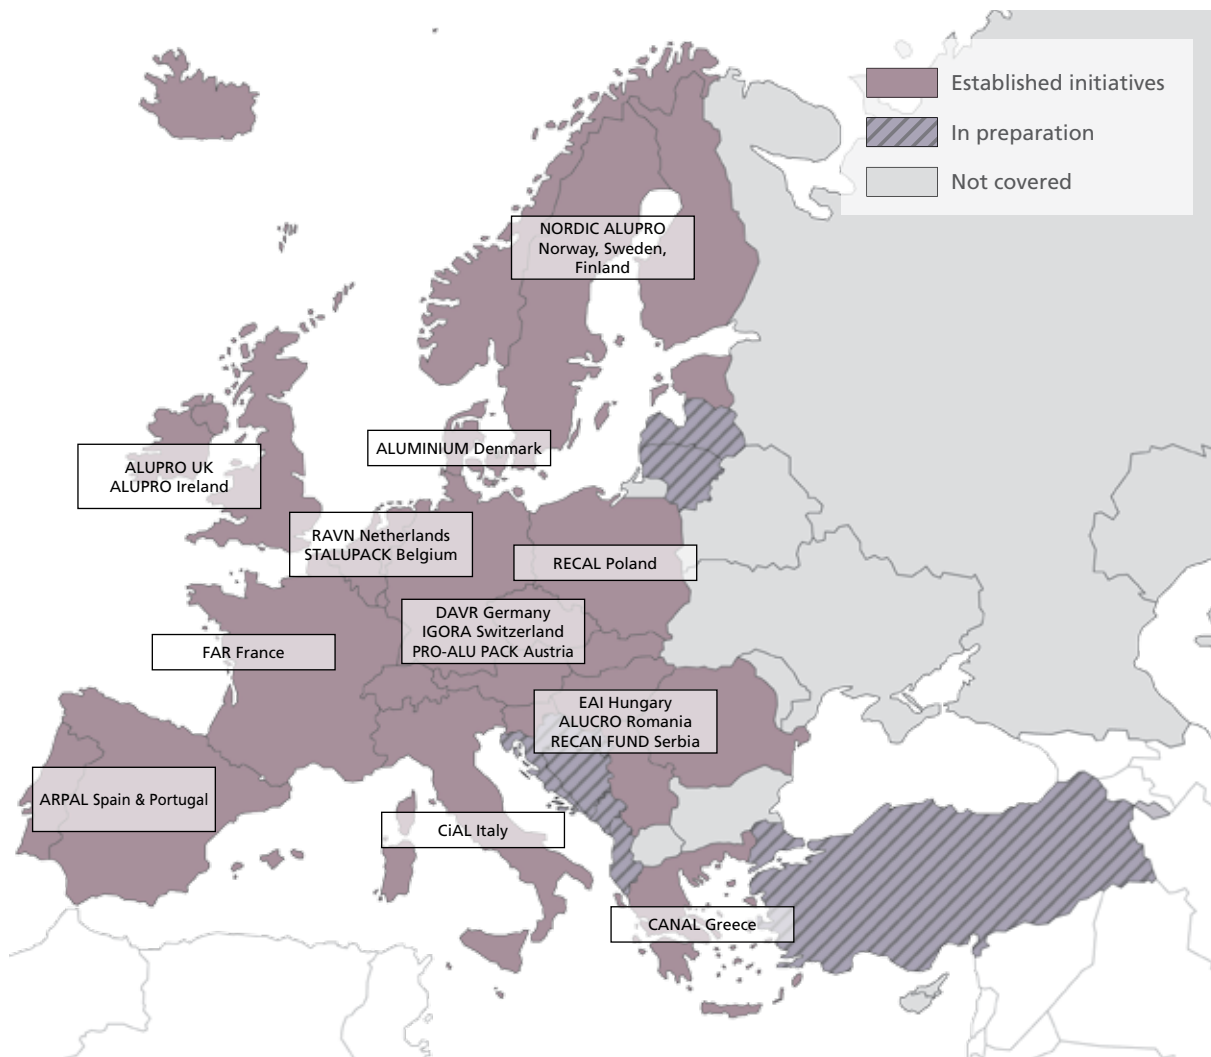 Established initiatives
In preparation
Not covered
NORDIC ALUPRO
Norway, Sweden,
Finland
ALUMINIUM Denmark
ALUPRO UK
ALUPRO Ireland
RAVN Netherlands
STALUPACK Belgium
RECAL Poland
DAVR Germany
IGORA Switzerland
PRO-ALU PACK Austria
FAR France
EAI Hungary
ALUCRO Romania
RECAN FUND Serbia
ARPAL Spain & Portugal
CiAL Italy
CANAL Greece